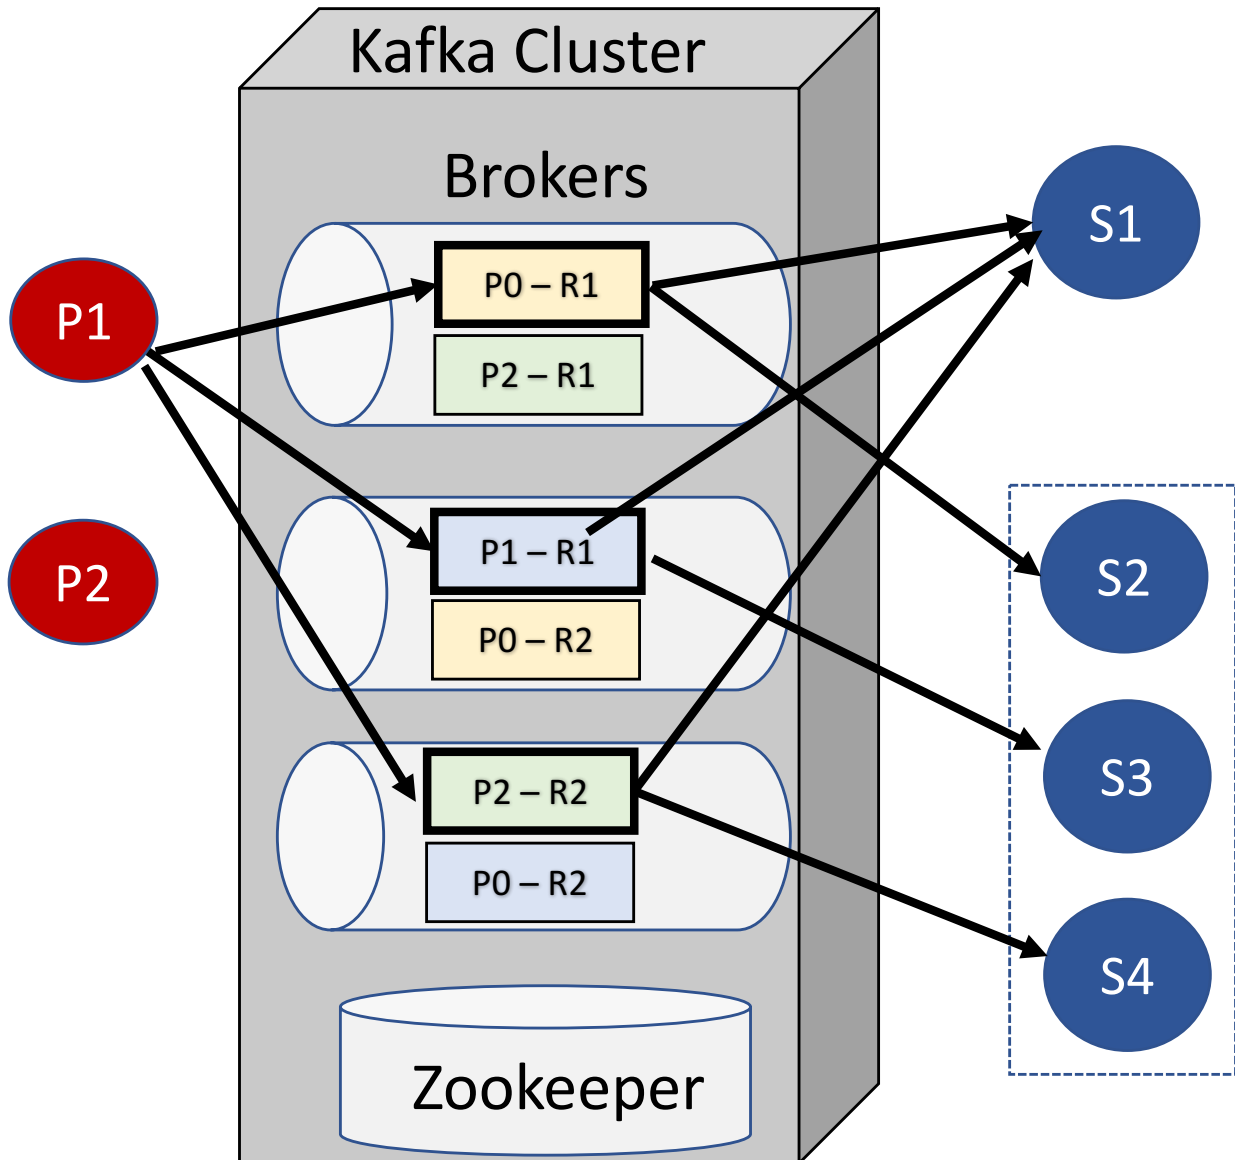 Kafka Cluster
Brokers
P1
P2
P0 – R1
P2 – R1
P1 – R1
P0 – R2
P2 – R2
P0 – R2
Zookeeper
S1
S2
S3
S4